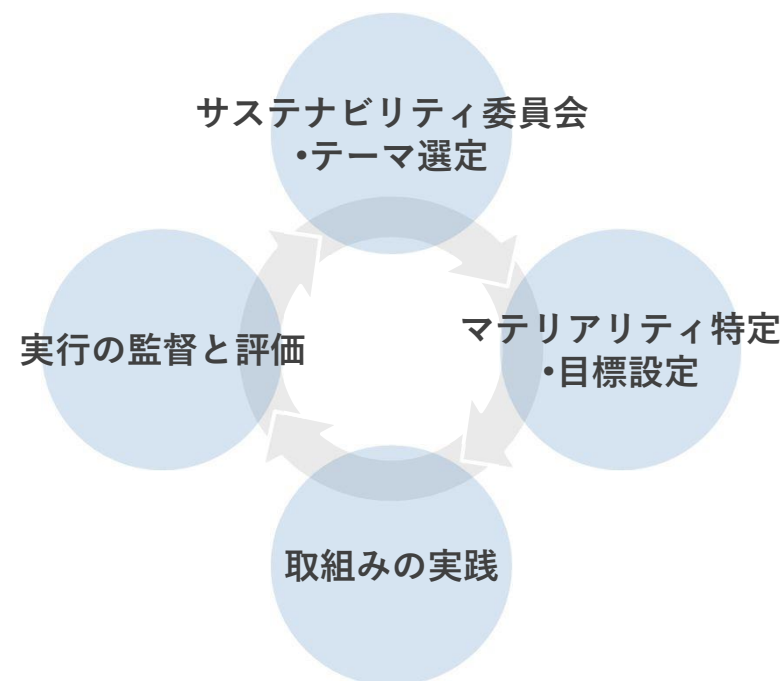 サステナビリティ委員会
•テーマ選定
マテリアリティ特定
•目標設定
取組みの実践
実行の監督と評価